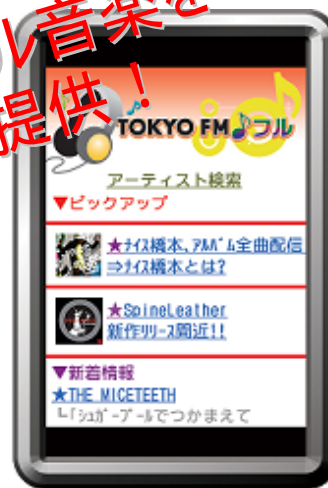 ル音楽を
提供！
TOKYO FM♪フル
アーティスト検索
▼ピックアップ
★ﾅｲｽ橋本、ｱﾙﾊﾞﾑ全曲配信
⇒ﾅｲｽ橋本とは?
★SpineLeather
新作ﾘﾘｰｽ間近!!
▼新着情報
★THE MICETEETH
┗｢ｼｭｶﾞｰﾌﾟｰﾙでつかまえて